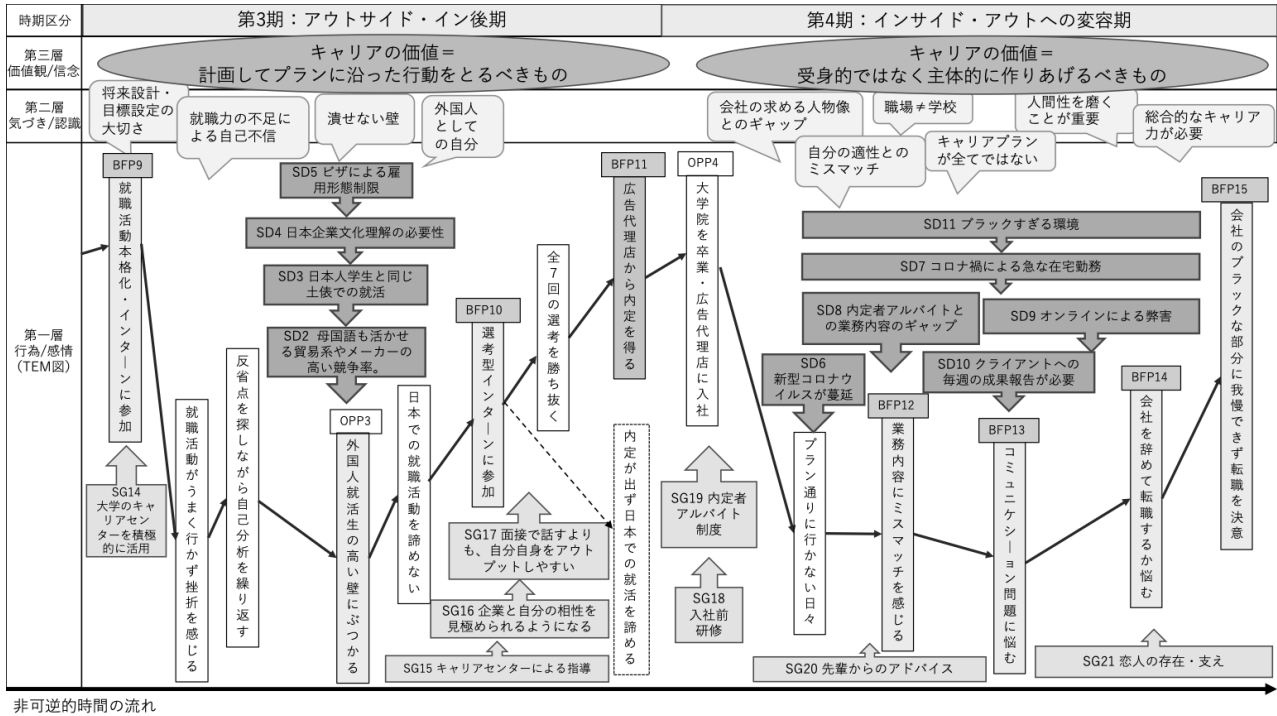 時期区分
第3期：アウトサイド・イン後期
第4期：インサイド・アウトへの変容期
第三層
価値観/信念
キャリアの価値＝
計画してプランに沿った行動をとるべきもの
キャリアの価値＝
受身的ではなく主体的に作りあげるべきもの
第二層
気づき/認識
将来設計・
目標設定の
大切さ
就職力の不足に
よる自己不信
潰せない壁
外国人
として
の自分
会社の求める人物像
とのギャップ
自分の適性との
ミスマッチ
職場≠学校
キャリアプラン
が全てではない
人間性を磨く
ことが重要
総合的なキャリア
力が必要
第一層
行為/感情
（TEM図）
BFP9
就職活動本格化・インターンに参加
SG14
大学のキャリアセン
ターを積極
的に活用
就職活動がうまく行かず挫折を感じる
反省点を探しながら自己分析を繰り返す
SD5 ビザによる雇
用形態制限
SD4 日本企業文化理解の必要性
SD3 日本人学生と同じ
土俵での就活
SD2 母国語も活かせ
る貿易系やメーカーの
高い競争率。
OPP3
外国人就活生の高い壁にぶつかる
日本での就職活動を諦めない
BFP10
選考型インターンに参加
SG17 面接で話すより
も、自分自身をアウト
プットしやすい
SG16 企業と自分の相性を
見極められるようになる
SG15 キャリアセンターによる指導
全7回の選考を勝ち抜く
BFP11
広告代理店から内定を得る
内定が出ず日本での就活を諦める
OPP4
大学院を卒業・広告代理店に入社
SG19 内定者
アルバイト
制度
SG18
入社前
研修
SD11 ブラックすぎる環境
SD7 コロナ禍による急な在宅勤務
SD8 内定者アルバイトと
の業務内容のギャップ
SD9 オンラインによる弊害
SD6
新型コロナウ
イルスが蔓延
SD10 クライアントへの
毎週の成果報告が必要
プラン通りに行かない日々
BFP12
業務内容にミスマッチを感じる
SG20 先輩からのアドバイス
BFP13
コミュニケーション問題に悩む
BFP14
会社を辞めて転職するか悩む
SG21 恋人の存在・支え
BFP15
会社のブラックな部分に我慢できず転職を決意
非可逆的時間の流れ